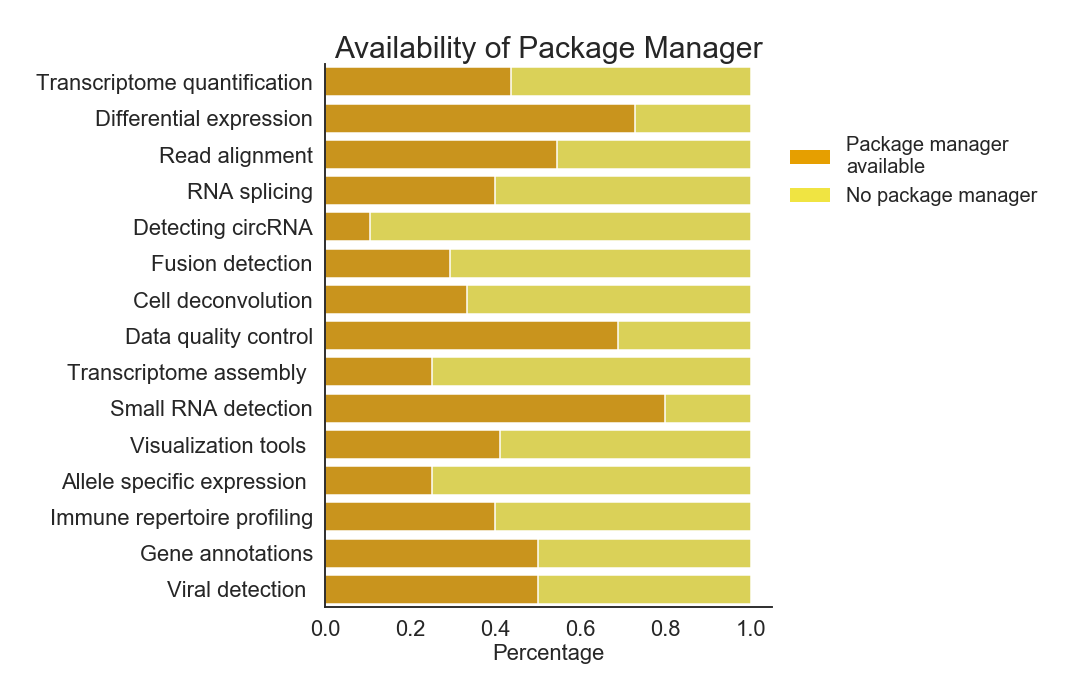 Availability of Package Manager
Transcriptome quantification
Differential expression
Read alignment
RNA splicing
Detecting circRNA
Fusion detection
Cell deconvolution
Data quality control
Transcriptome assembly
Small RNA detection
Visualization tools
Allele specific expression
Immune repertoire profiling
Gene annotations
Viral detection
0.0 0.2 0.4 0.6 0.8 1.0
Percentage
Package manager
available
No package manager